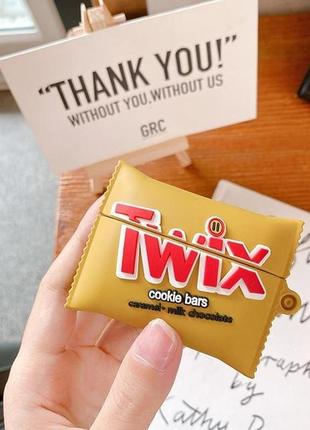 "THANK YOU!"
WITHOUT YOU.WITHOUT US
GRC
TWiX
cookie bars
caramel • milk chocolate
by
Kathy